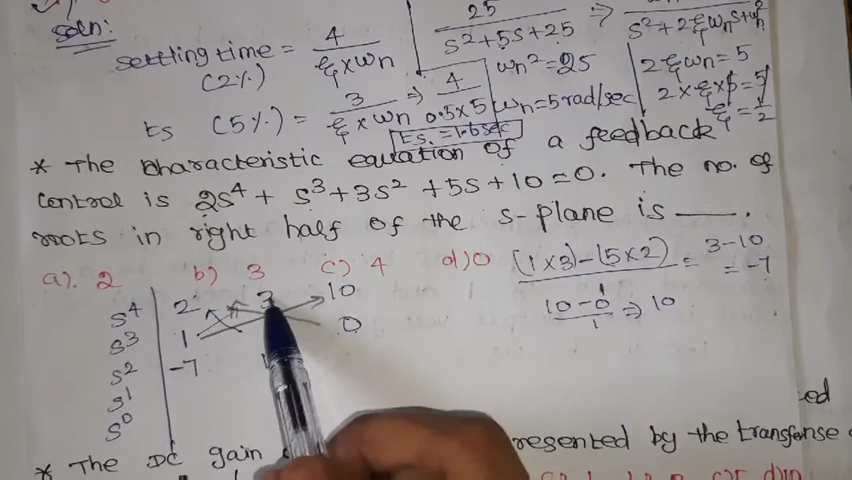 soln:
settling time = 4 / ξ × ωn
(2%)
25 / s² + 5s + 25 ⇒
s² + 2ξωns + ωn²
ωn² = 25
2ξωn = 5
ts (5%) = 3 / ξ × ωn ⇒ 4 / 0.5 × 5
ωn = 5 rad/sec
2 × ξ × 5 = 5
ξ = 1/2
ts = 1.6 sec
* The characteristic equation of a feedback
control is 2s⁴ + s³ + 3s² + 5s + 10 = 0. The no. of
roots in right half of the s-plane is ___.
a). 2 b) 3 c) 4 d) 0
(1×3) – (5×2) = 3–10
= –7
10 – 0 / 1 ⇒ 10
s⁴ 2 3 10
s³ 1 0
s² –7
s¹
s⁰
* The DC gain resented by the transfer